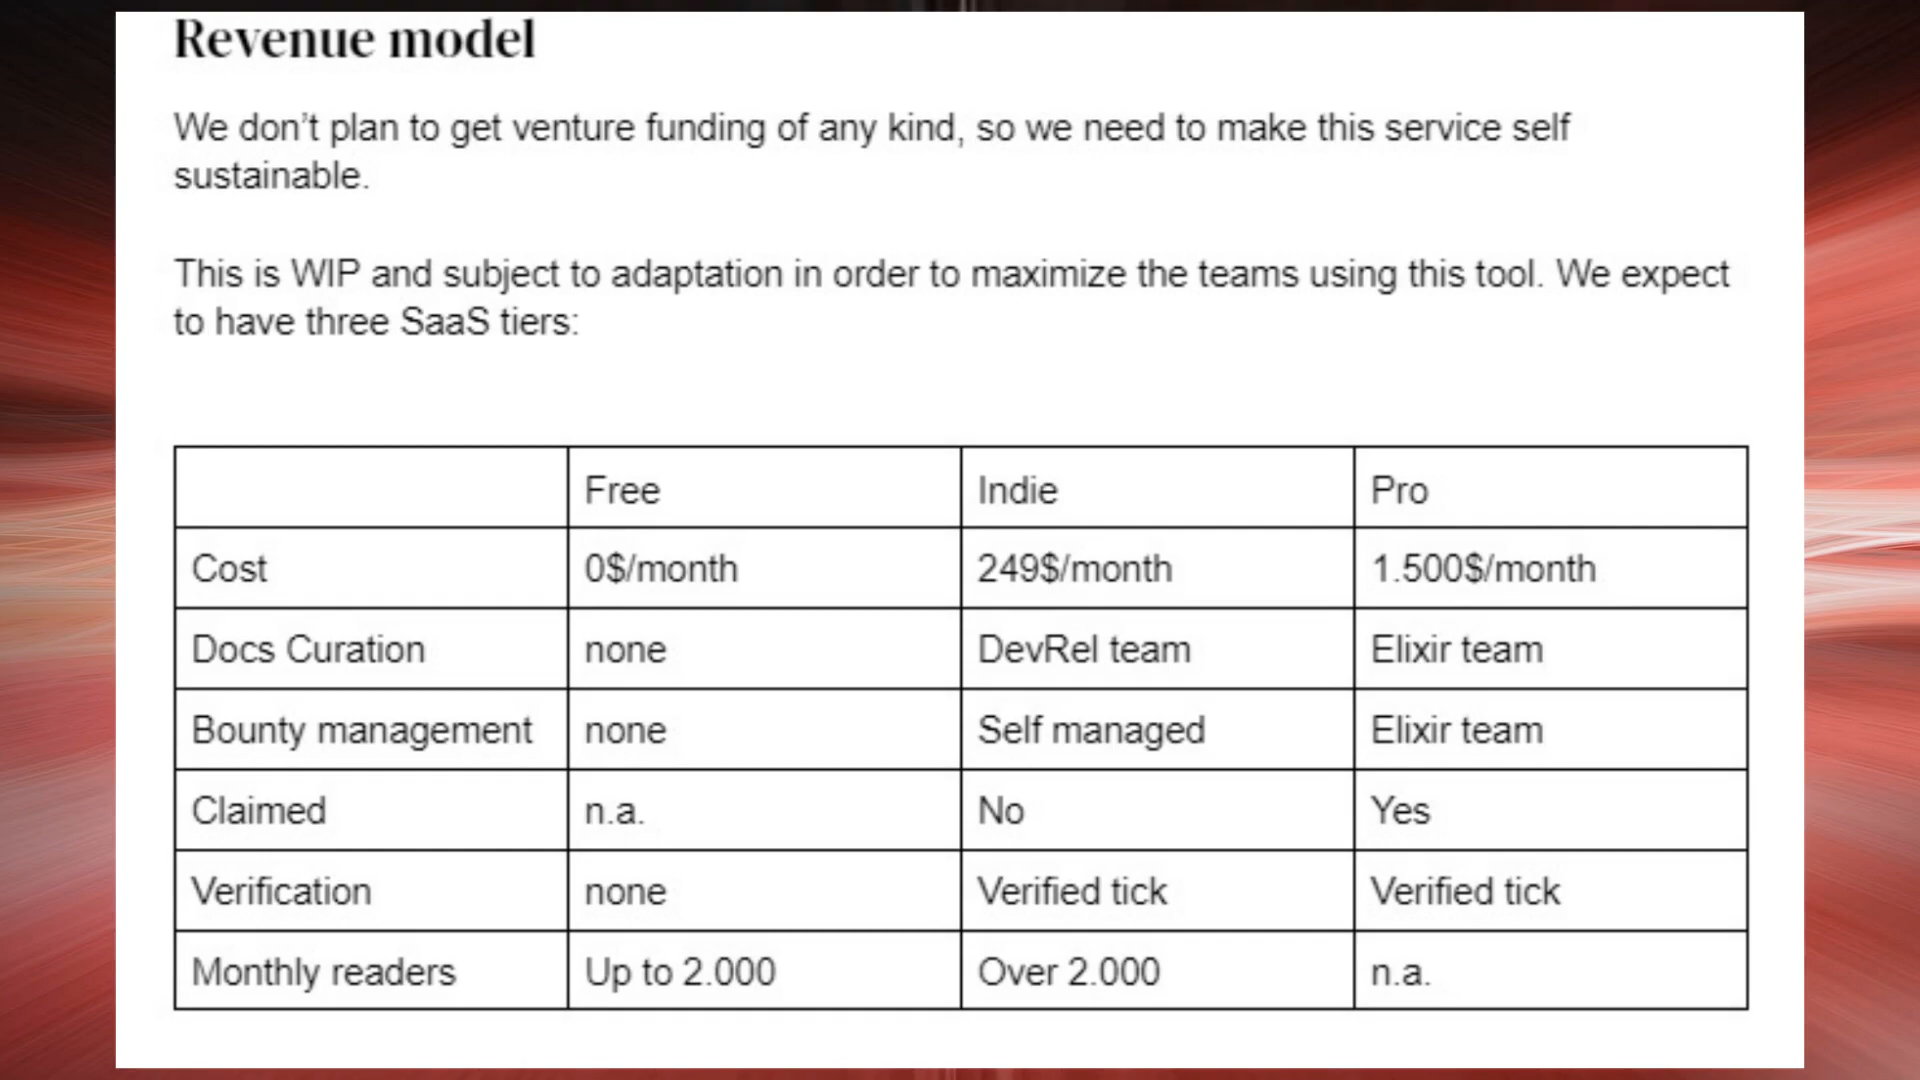 Revenue model
We don't plan to get venture funding of any kind, so we need to make this service self
sustainable.
This is WIP and subject to adaptation in order to maximize the teams using this tool. We expect
to have three SaaS tiers:
Free Indie Pro
Cost 0$/month 249$/month 1.500$/month
Docs Curation none DevRel team Elixir team
Bounty management none Self managed Elixir team
Claimed n.a. No Yes
Verification none Verified tick Verified tick
Monthly readers Up to 2.000 Over 2.000 n.a.